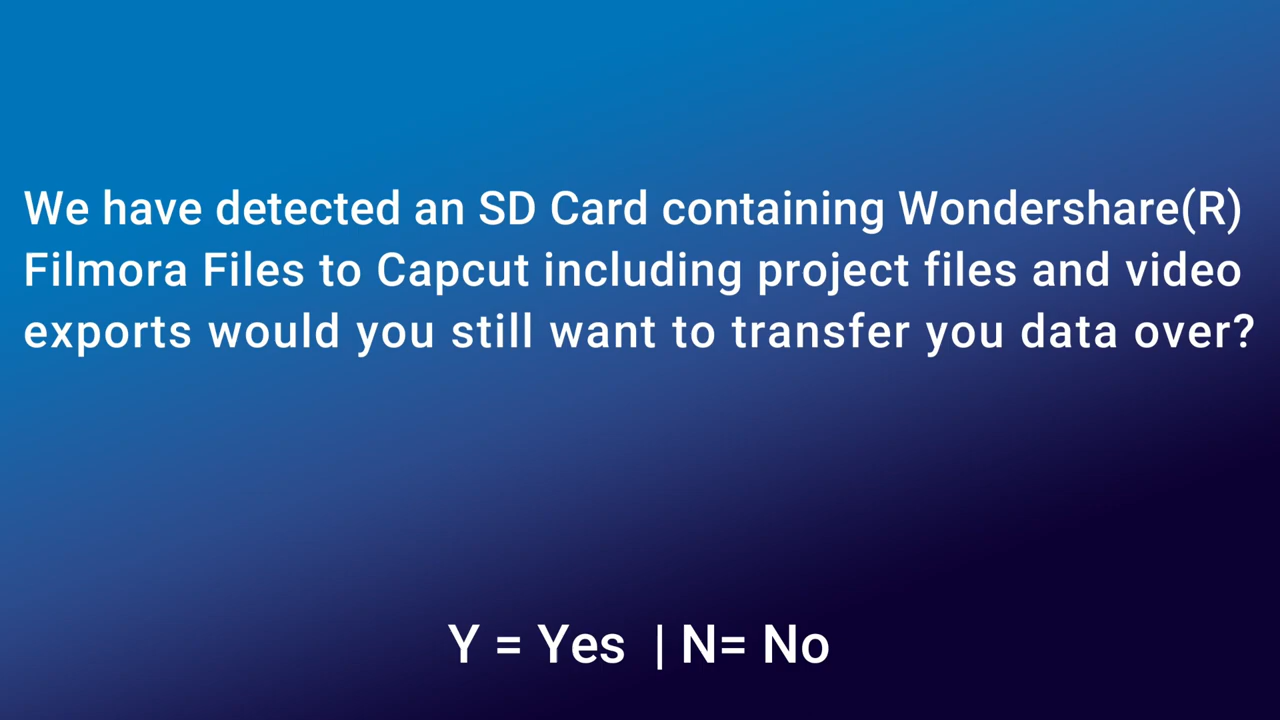 We have detected an SD Card containing Wondershare(R)
Filmora Files to Capcut including project files and video
exports would you still want to transfer you data over?
Y = Yes | N= No